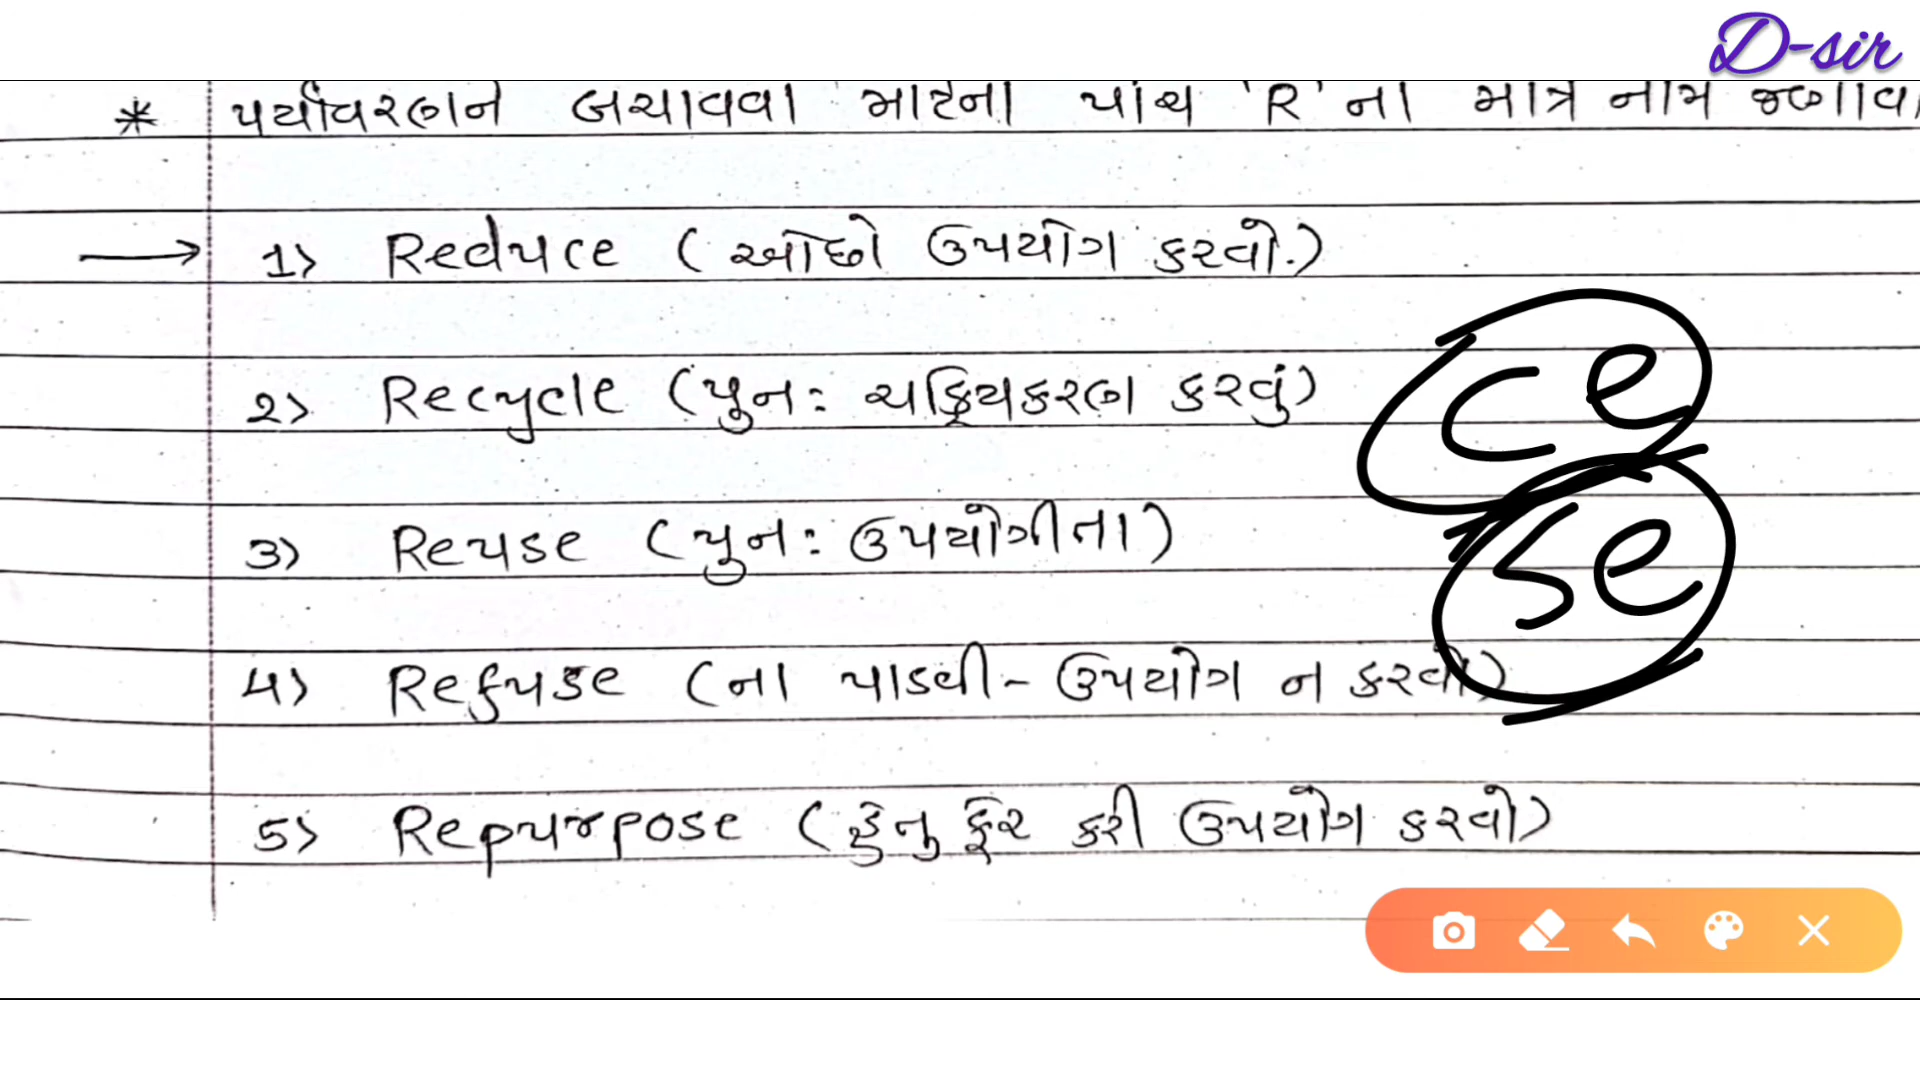 D-sir
* પર્યાવરણને બચાવવા માટેના પાંચ 'R' ના માત્ર નામ જણાવ
→ 1) Reduce (ઓછો ઉપયોગ કરવો.)
2) Recycle (પુનઃ ચક્રિયકરણ કરવું)
ce
3) Reuse (પુનઃ ઉપયોગીતા)
se
4) Refuse (ના પાડવી - ઉપયોગ ન કરવો)
5) Repurpose (હેનુ ફેર કરી ઉપયોગ કરવો)